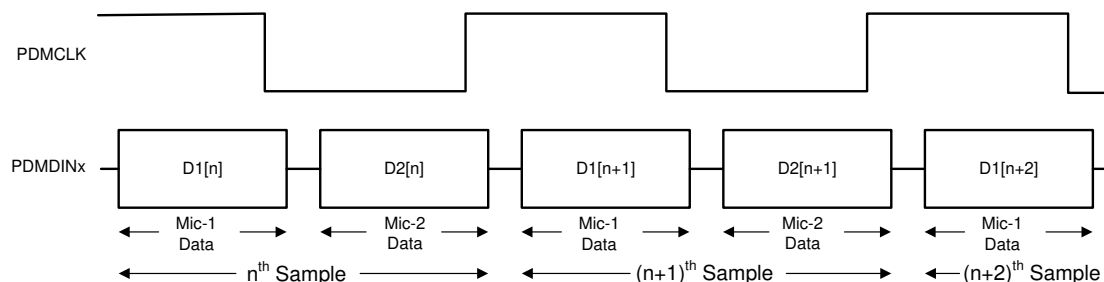 PDMCLK
PDMDINx
D1[n]
D2[n]
D1[n+1]
D2[n+1]
D1[n+2]
Mic-1
Data
Mic-2
Data
Mic-1
Data
Mic-2
Data
Mic-1
Data
nth Sample
(n+1)th Sample
(n+2)th Sample